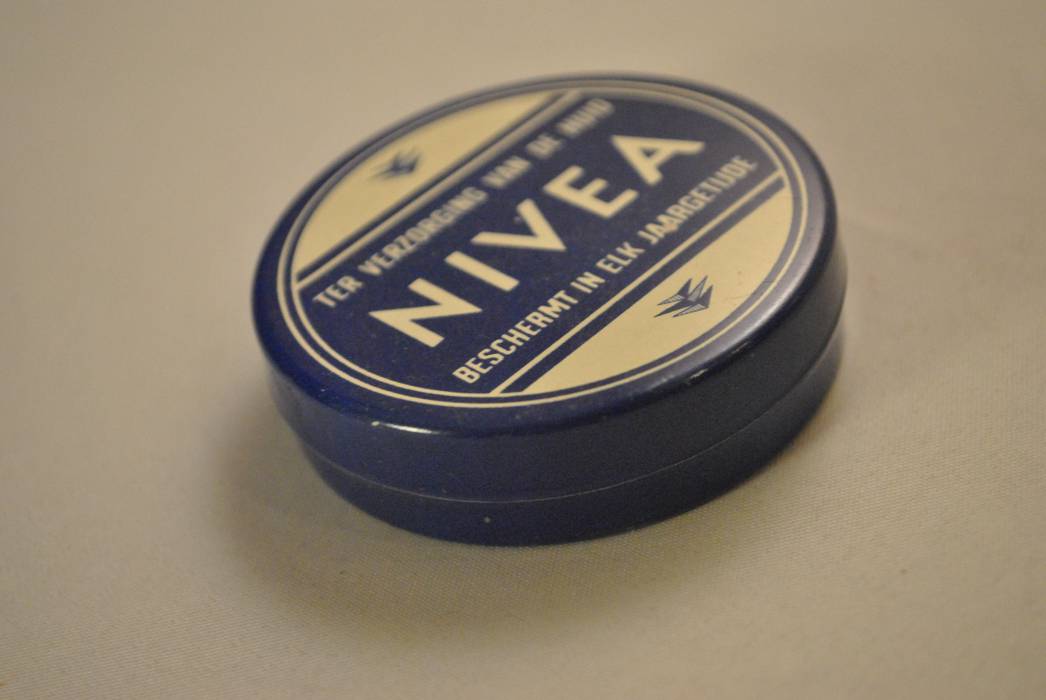 TER VERZORGING VAN DE HUID
NIVEA
BESCHERMT IN ELK JAARGETIJDE